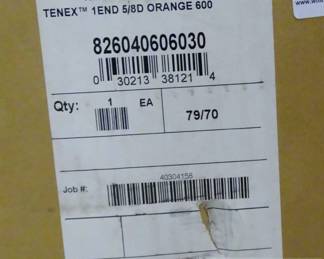 TENEX™ 1END 5/8D ORANGE 600
826040606030
0 30213 38121 4
Qty: 1 EA
79/70
40304156
Job #: